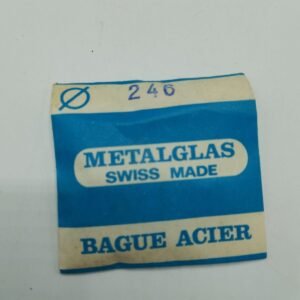 Ø 246
METALGLAS
SWISS MADE
BAGUE ACIER